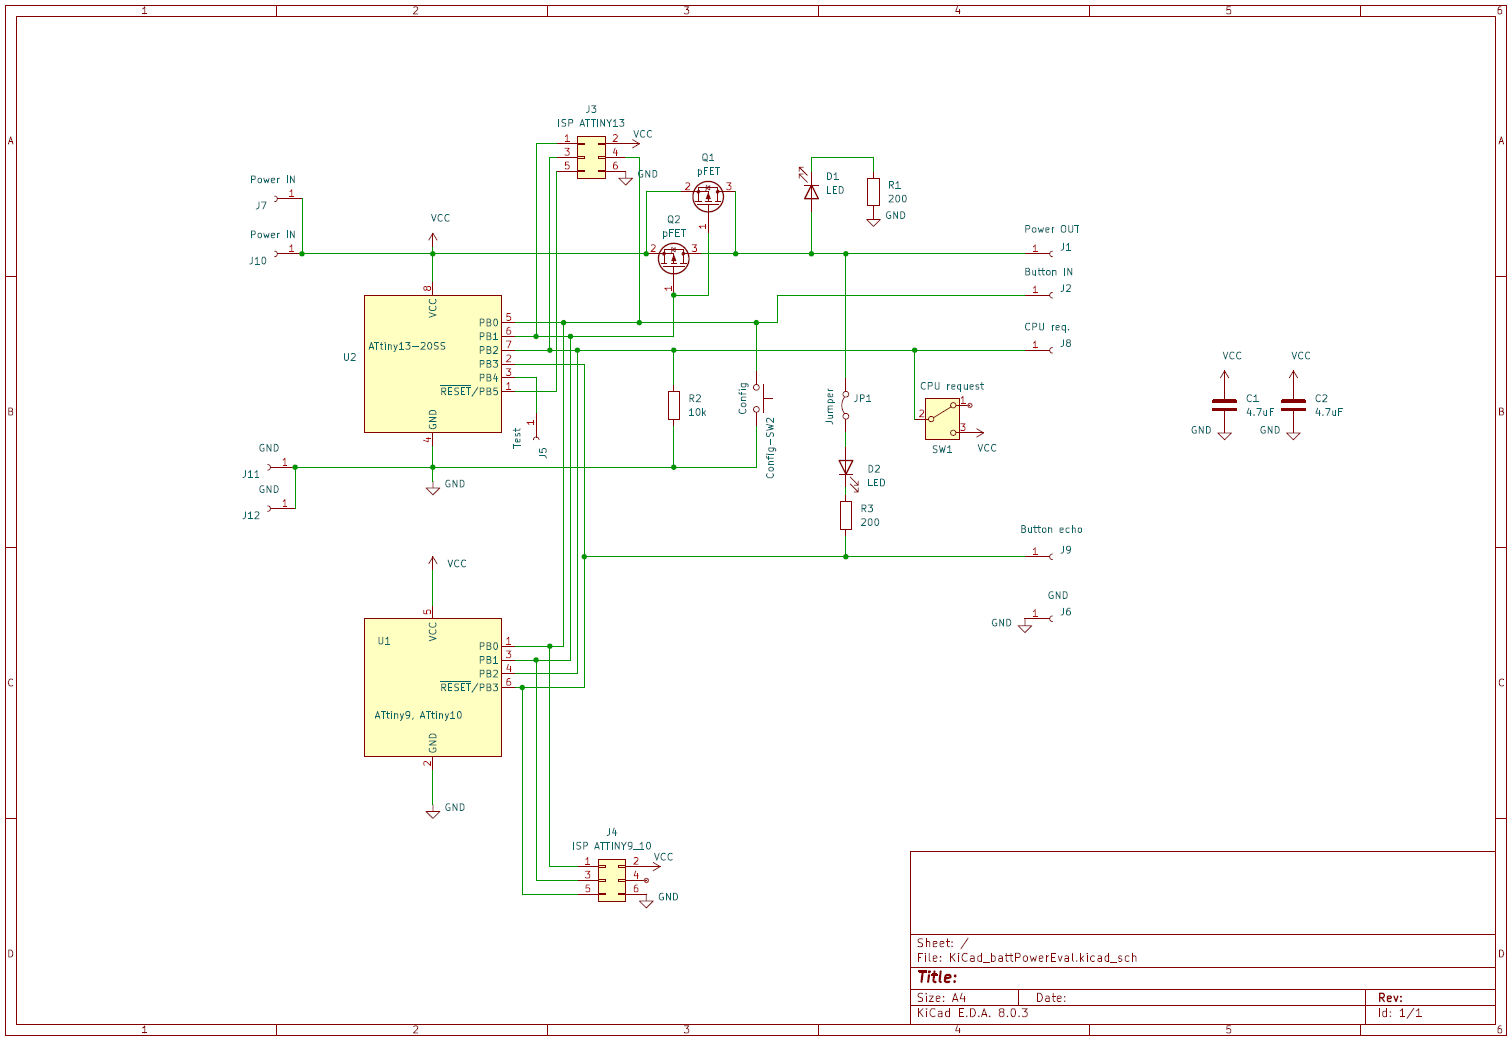 1 2 3 4 5 6
A A
J3
ISP ATTINY13
1 2 VCC
3 4
5 6 GND
Q1
pFET
2 3
1
D1
LED
R1
200
GND
Power IN
1
J7
Power IN
1
J10
VCC
Q2
pFET
2 3
1
Power OUT
1 J1
Button IN
1 J2
CPU req.
1 J8
B B
8
VCC
U2
ATtiny13-20SS
PB0 5
PB1 6
PB2 7
PB3 2
PB4 3
RESET/PB5 1
GND
4
GND
Test
1
J5
R2
10k
Config
Config-SW2
Jumper
JP1
CPU request
1
2
3
VCC
SW1
D2
LED
R3
200
VCC
C1
4.7uF
GND
VCC
C2
4.7uF
GND
GND
1
J11
GND
1
J12
Button echo
1 J9
GND
1 J6
GND
C C
VCC
5
VCC
U1
PB0 1
PB1 3
PB2 4
RESET/PB3 6
ATtiny9, ATtiny10
GND
2
GND
J4
ISP ATTINY9_10
1 2 VCC
3 4
5 6 GND
D D
Sheet: /
File: KiCad_battPowerEval.kicad_sch
Title:
Size: A4 Date: Rev:
KiCad E.D.A. 8.0.3 Id: 1/1
1 2 3 4 5 6